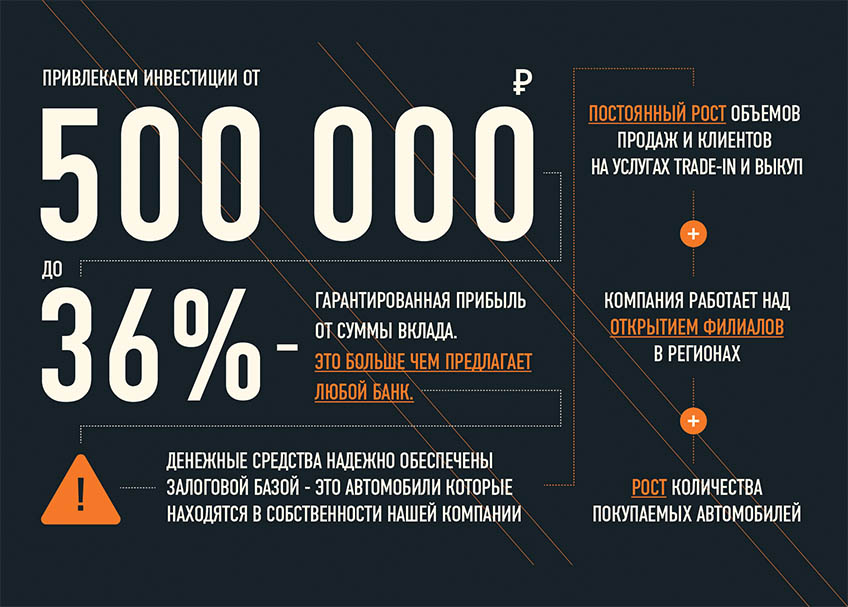 ПРИВЛЕКАЕМ ИНВЕСТИЦИИ ОТ
₽
500 000
ДО
36% -
ГАРАНТИРОВАННАЯ ПРИБЫЛЬ
ОТ СУММЫ ВКЛАДА.
ЭТО БОЛЬШЕ ЧЕМ ПРЕДЛАГАЕТ
ЛЮБОЙ БАНК.
!
ДЕНЕЖНЫЕ СРЕДСТВА НАДЕЖНО ОБЕСПЕЧЕНЫ
ЗАЛОГОВОЙ БАЗОЙ - ЭТО АВТОМОБИЛИ КОТОРЫЕ
НАХОДЯТСЯ В СОБСТВЕННОСТИ НАШЕЙ КОМПАНИИ
ПОСТОЯННЫЙ РОСТ ОБЪЕМОВ
ПРОДАЖ И КЛИЕНТОВ
НА УСЛУГАХ TRADE-IN И ВЫКУП
+
КОМПАНИЯ РАБОТАЕТ НАД
ОТКРЫТИЕМ ФИЛИАЛОВ
В РЕГИОНАХ
+
РОСТ КОЛИЧЕСТВА
ПОКУПАЕМЫХ АВТОМОБИЛЕЙ